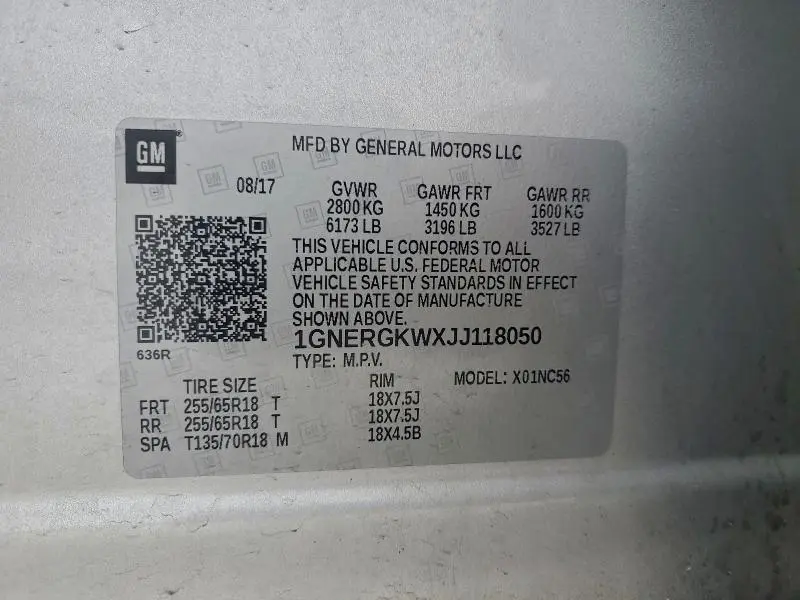 GM
MFD BY GENERAL MOTORS LLC
08/17 GVWR GAWR FRT GAWR RR
2800 KG 1450 KG 1600 KG
6173 LB 3196 LB 3527 LB
THIS VEHICLE CONFORMS TO ALL
APPLICABLE U.S. FEDERAL MOTOR
VEHICLE SAFETY STANDARDS IN EFFECT
ON THE DATE OF MANUFACTURE
SHOWN ABOVE.
1GNERGKWXJJ118050
636R
TYPE: M.P.V.
TIRE SIZE RIM MODEL: X01NC56
FRT 255/65R18 T 18X7.5J
RR 255/65R18 T 18X7.5J
SPA T135/70R18 M 18X4.5B